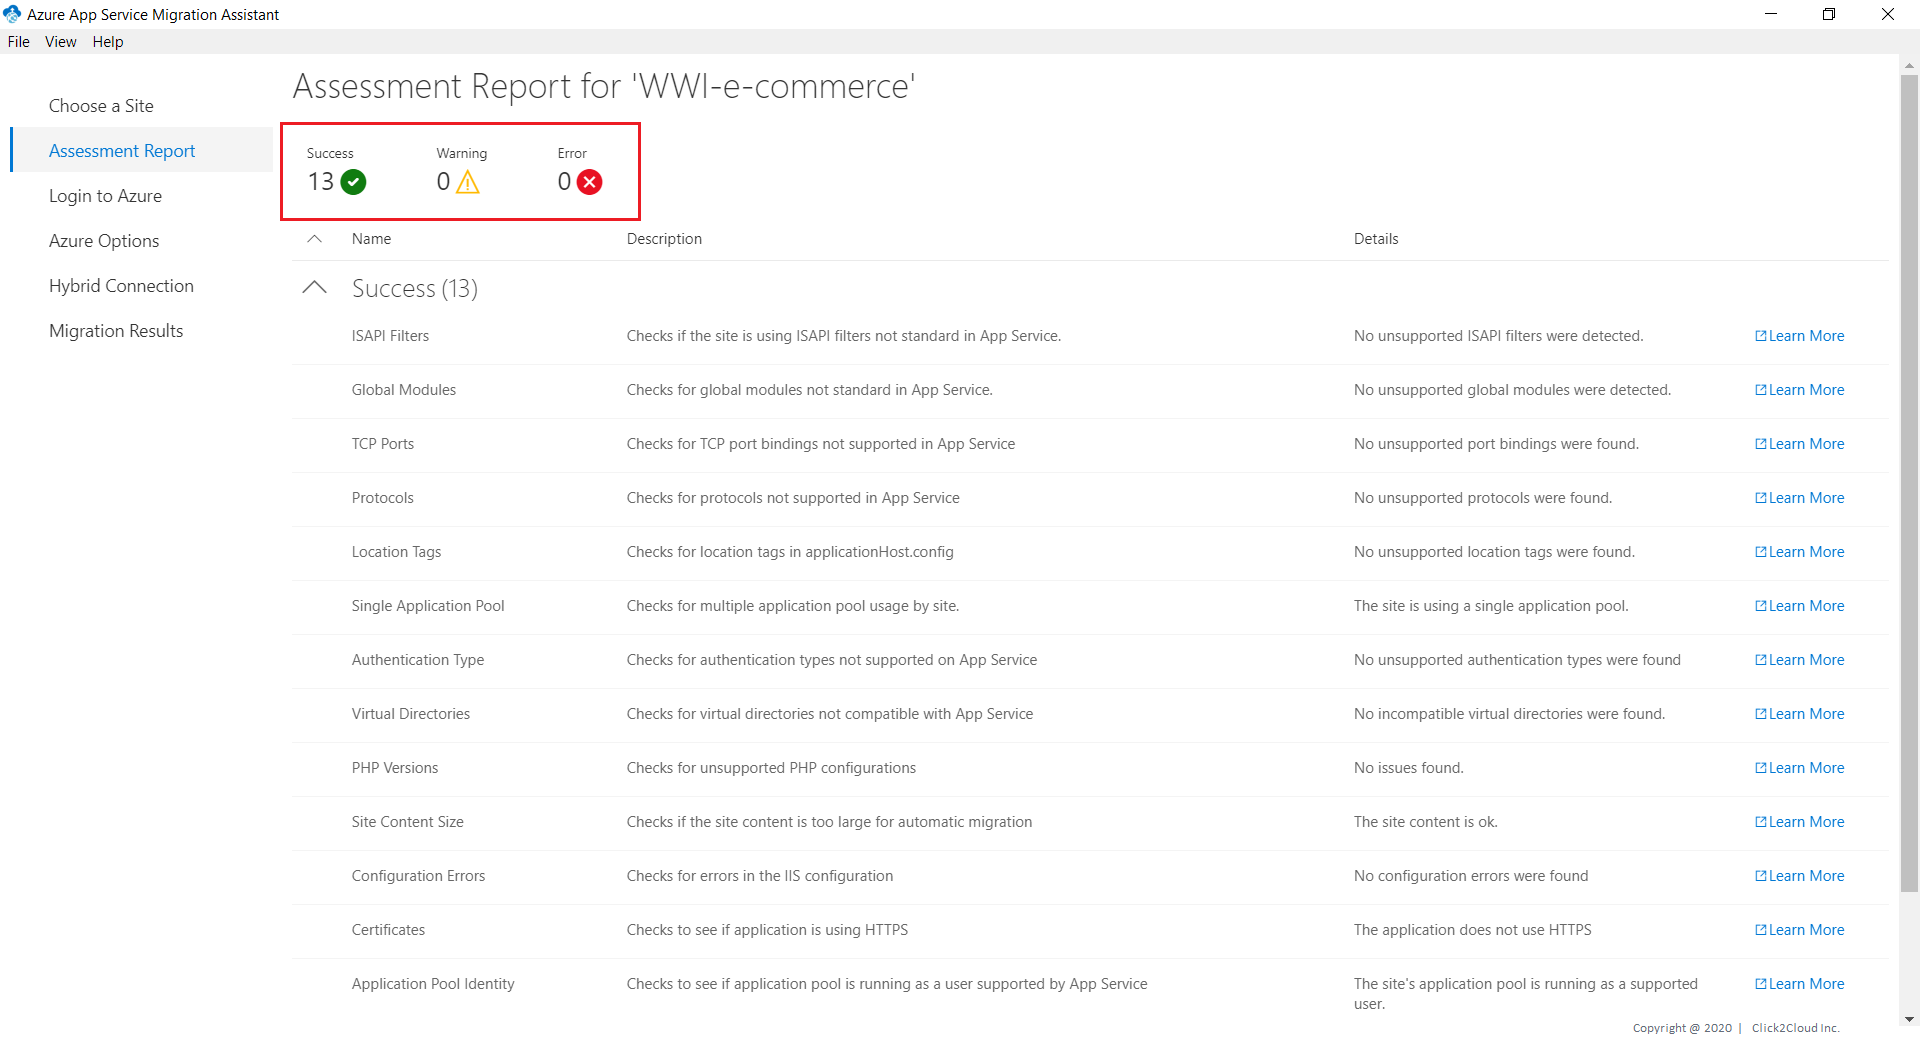 Azure App Service Migration Assistant
File View Help
Choose a Site
Assessment Report
Login to Azure
Azure Options
Hybrid Connection
Migration Results
Assessment Report for 'WWI-e-commerce'
Success Warning Error
13 0 0
Name Description Details
Success (13)
ISAPI Filters Checks if the site is using ISAPI filters not standard in App Service. No unsupported ISAPI filters were detected. Learn More
Global Modules Checks for global modules not standard in App Service. No unsupported global modules were detected. Learn More
TCP Ports Checks for TCP port bindings not supported in App Service No unsupported port bindings were found. Learn More
Protocols Checks for protocols not supported in App Service No unsupported protocols were found. Learn More
Location Tags Checks for location tags in applicationHost.config No unsupported location tags were found. Learn More
Single Application Pool Checks for multiple application pool usage by site. The site is using a single application pool. Learn More
Authentication Type Checks for authentication types not supported on App Service No unsupported authentication types were found Learn More
Virtual Directories Checks for virtual directories not compatible with App Service No incompatible virtual directories were found. Learn More
PHP Versions Checks for unsupported PHP configurations No issues found. Learn More
Site Content Size Checks if the site content is too large for automatic migration The site content is ok. Learn More
Configuration Errors Checks for errors in the IIS configuration No configuration errors were found Learn More
Certificates Checks to see if application is using HTTPS The application does not use HTTPS Learn More
Application Pool Identity Checks to see if application pool is running as a user supported by App Service The site's application pool is running as a supported Learn More
user.
Copyright @ 2020 | Click2Cloud Inc.